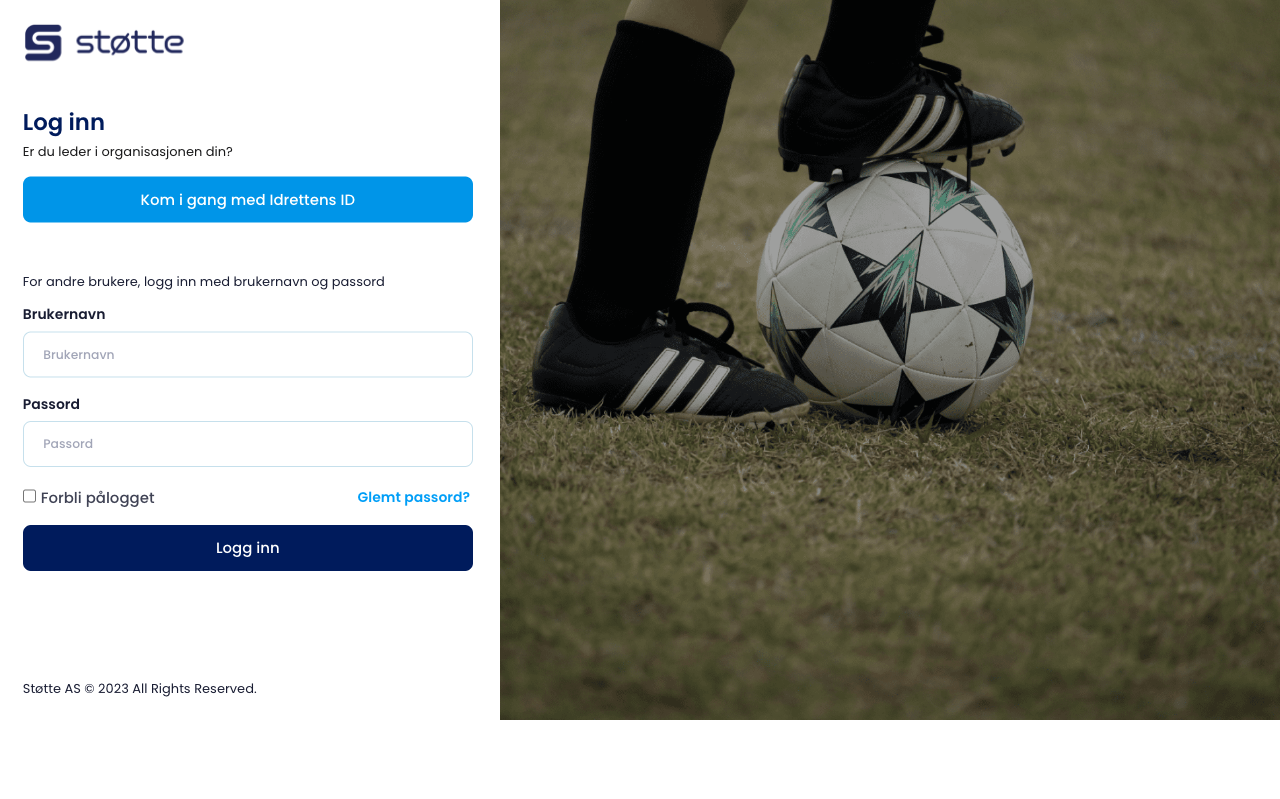 støtte
Log inn
Er du leder i organisasjonen din?
Kom i gang med Idrettens ID
For andre brukere, logg inn med brukernavn og passord
Brukernavn
Brukernavn
Passord
Passord
Forbli pålogget
Glemt passord?
Logg inn
Støtte AS © 2023 All Rights Reserved.